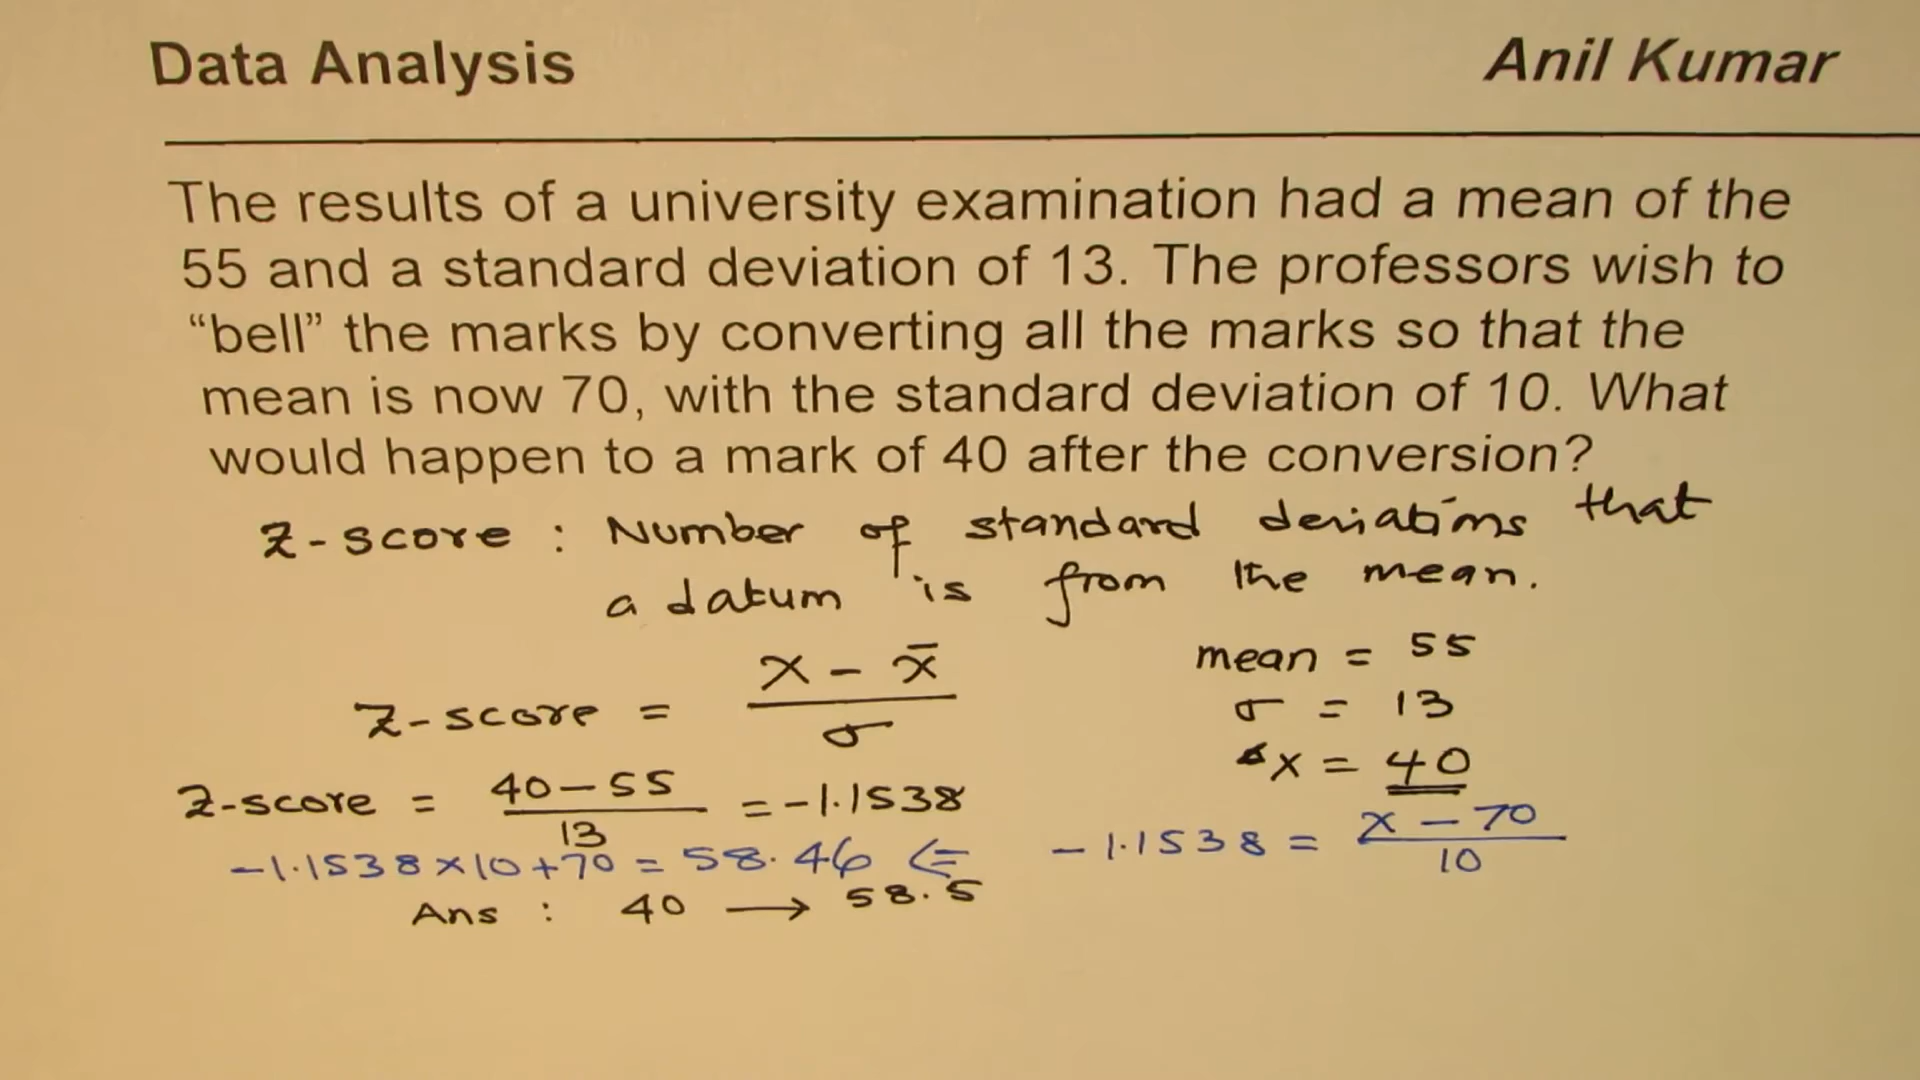 Data Analysis
Anil Kumar
The results of a university examination had a mean of the
55 and a standard deviation of 13. The professors wish to
“bell” the marks by converting all the marks so that the
mean is now 70, with the standard deviation of 10. What
would happen to a mark of 40 after the conversion?
Z-score : Number of standard deviations that
a datum is from the mean.
Z-score = (x - x̄)/σ
mean = 55
σ = 13
x = 40
Z-score = (40-55)/13 = -1.1538
-1.1538 = (x - 70)/10
-1.1538 x 10 + 70 = 58.46 ⇐
Ans : 40 → 58.5